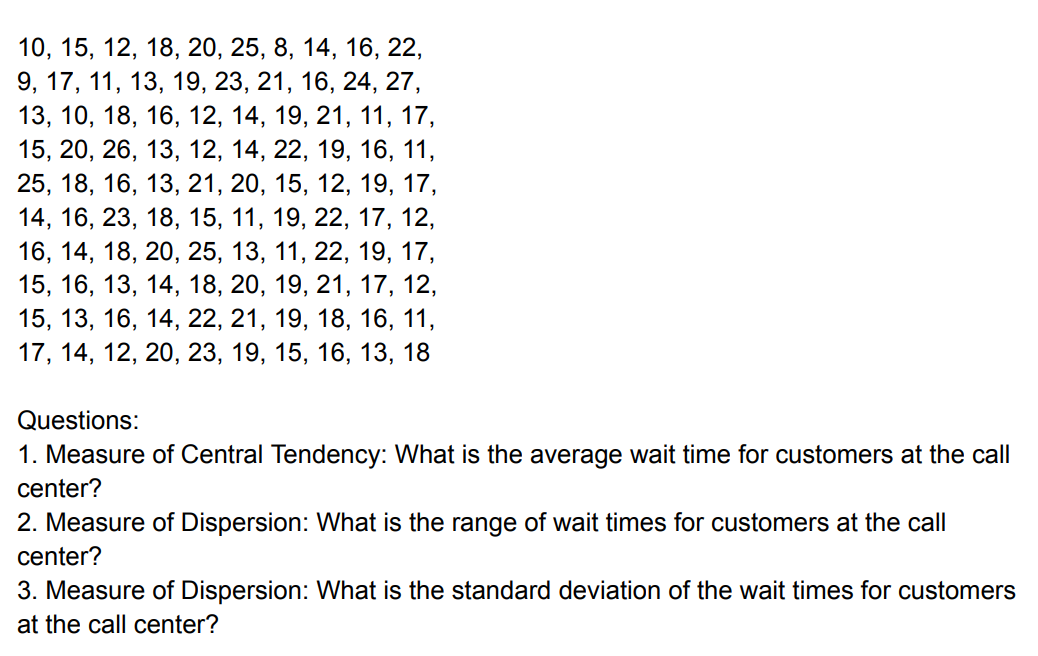 10, 15, 12, 18, 20, 25, 8, 14, 16, 22,
9, 17, 11, 13, 19, 23, 21, 16, 24, 27,
13, 10, 18, 16, 12, 14, 19, 21, 11, 17,
15, 20, 26, 13, 12, 14, 22, 19, 16, 11,
25, 18, 16, 13, 21, 20, 15, 12, 19, 17,
14, 16, 23, 18, 15, 11, 19, 22, 17, 12,
16, 14, 18, 20, 25, 13, 11, 22, 19, 17,
15, 16, 13, 14, 18, 20, 19, 21, 17, 12,
15, 13, 16, 14, 22, 21, 19, 18, 16, 11,
17, 14, 12, 20, 23, 19, 15, 16, 13, 18
Questions:
1. Measure of Central Tendency: What is the average wait time for customers at the call
center?
2. Measure of Dispersion: What is the range of wait times for customers at the call
center?
3. Measure of Dispersion: What is the standard deviation of the wait times for customers
at the call center?